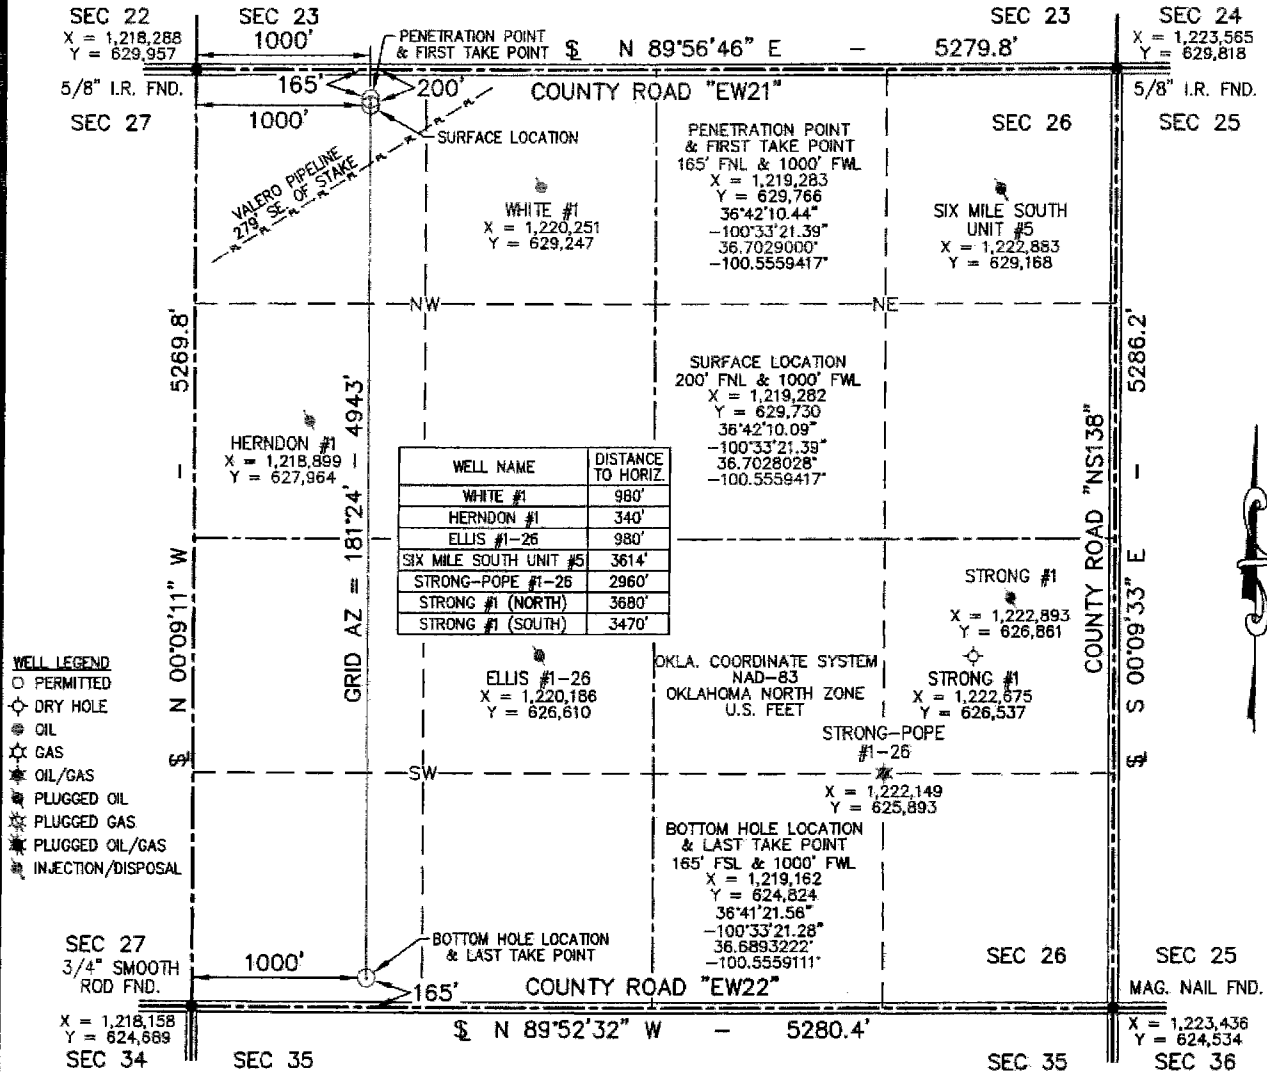 SEC 22
X = 1,218,288
Y = 629,957
5/8" I.R. FND.
SEC 27
SEC 23
1000'
PENETRATION POINT
& FIRST TAKE POINT
N 89°56'46" E — 5279.8'
SEC 23
SEC 24
X = 1,223,565
Y = 629,818
5/8" I.R. FND.
SEC 25
165'
200'
1000'
SURFACE LOCATION
COUNTY ROAD "EW21"
VALERO PIPELINE
279' SE. OF STAKE
WHITE #1
X = 1,220,251
Y = 629,247
PENETRATION POINT
& FIRST TAKE POINT
165' FNL & 1000' FWL
X = 1,219,283
Y = 629,766
36°42'10.44"
-100°33'21.39"
36.7029000°
-100.5559417°
SEC 26
SIX MILE SOUTH
UNIT #5
X = 1,222,883
Y = 629,168
NW
NE
N 00°09'11" W — 5269.8'
GRID AZ = 181°24' — 4943'
HERNDON #1
X = 1,218,899
Y = 627,964
SURFACE LOCATION
200' FNL & 1000' FWL
X = 1,219,282
Y = 629,730
36°42'10.09"
-100°33'21.39"
36.7028028°
-100.5559417°
COUNTY ROAD "NS138"
S 00°09'33" E — 5286.2'
WELL NAME DISTANCE TO HORIZ.
WHITE #1 980'
HERNDON #1 340'
ELLIS #1-26 980'
SIX MILE SOUTH UNIT #5 3614'
STRONG-POPE #1-26 2960'
STRONG #1 (NORTH) 3680'
STRONG #1 (SOUTH) 3470'
STRONG #1
X = 1,222,893
Y = 626,861
STRONG #1
X = 1,222,675
Y = 626,537
ELLIS #1-26
X = 1,220,186
Y = 626,610
OKLA. COORDINATE SYSTEM
NAD-83
OKLAHOMA NORTH ZONE
U.S. FEET
STRONG-POPE
#1-26
X = 1,222,149
Y = 625,893
WELL LEGEND
PERMITTED
DRY HOLE
OIL
GAS
OIL/GAS
PLUGGED OIL
PLUGGED GAS
PLUGGED OIL/GAS
INJECTION/DISPOSAL
SW
BOTTOM HOLE LOCATION
& LAST TAKE POINT
165' FSL & 1000' FWL
X = 1,219,162
Y = 624,824
36°41'21.56"
-100°33'21.28"
36.6893222°
-100.5559111°
BOTTOM HOLE LOCATION
& LAST TAKE POINT
SEC 27
3/4" SMOOTH
ROD FND.
1000'
165'
COUNTY ROAD "EW22"
SEC 26
SEC 25
MAG. NAIL FND.
X = 1,218,158
Y = 624,669
SEC 34
SEC 35
N 89°52'32" W — 5280.4'
SEC 35
X = 1,223,436
Y = 624,534
SEC 36